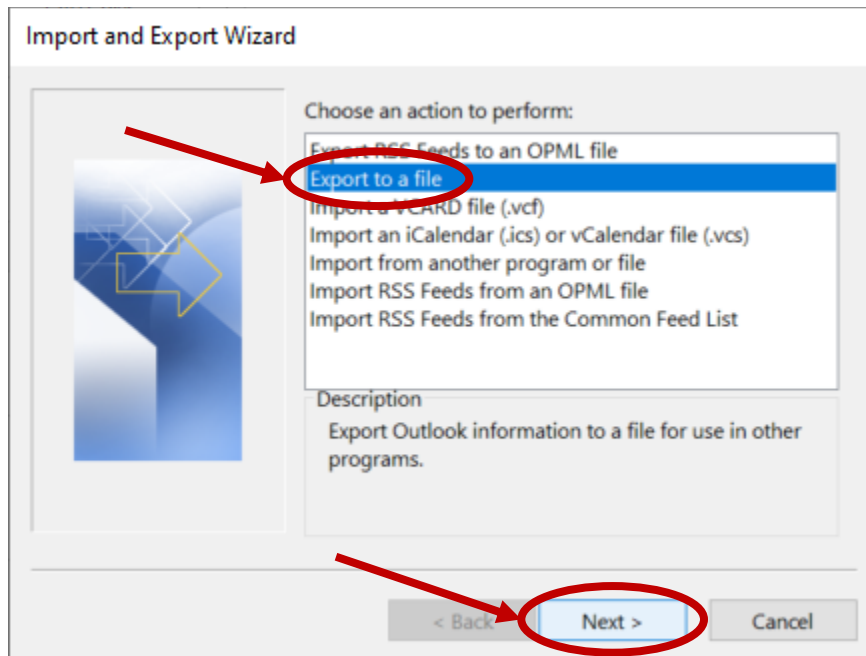 Import and Export Wizard
Choose an action to perform:
Export RSS Feeds to an OPML file
Export to a file
Import a VCARD file (.vcf)
Import an iCalendar (.ics) or vCalendar file (.vcs)
Import from another program or file
Import RSS Feeds from an OPML file
Import RSS Feeds from the Common Feed List
Description
Export Outlook information to a file for use in other
programs.
< Back
Next >
Cancel